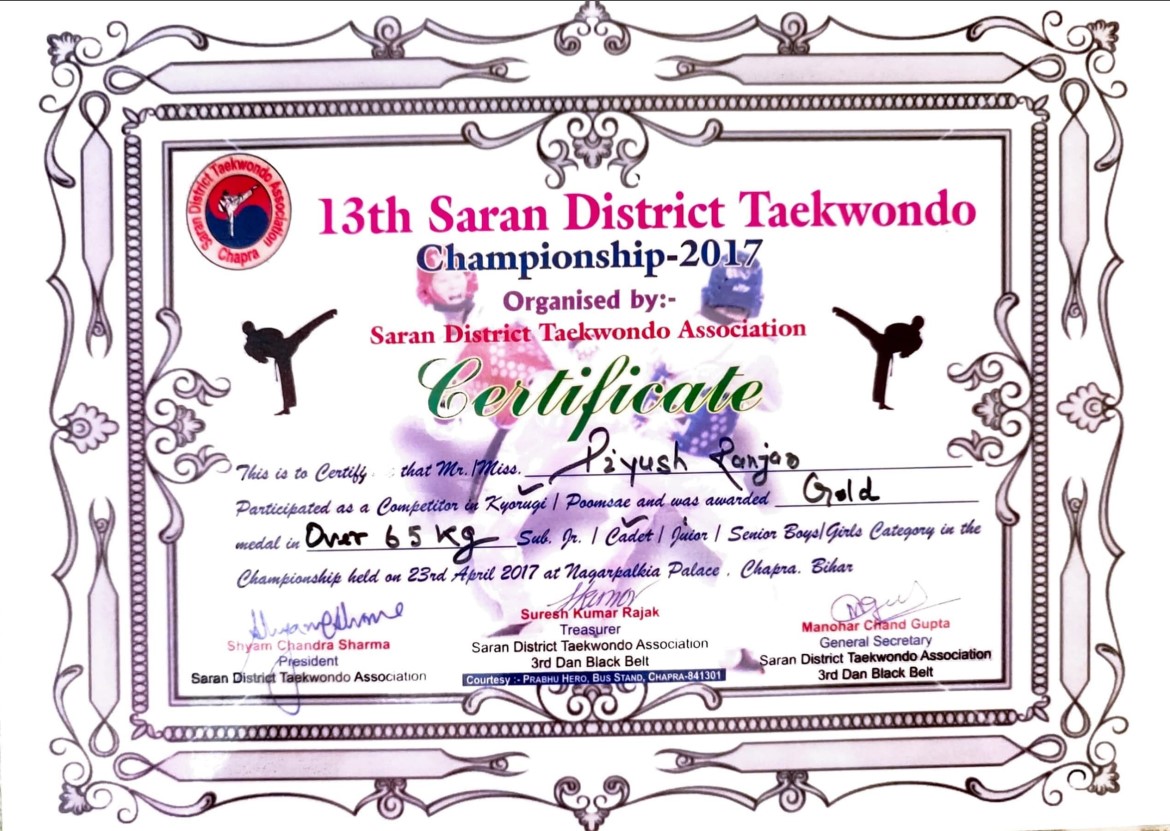 Saran District Taekwondo Association
Chapra
13th Saran District Taekwondo
Championship-2017
Organised by:-
Saran District Taekwondo Association
Certificate
This is to Certify that Mr./Miss. Piyush Ranjan
Participated as a Competitor in Kyorugi / Poomsae and was awarded Gold
medal in Over 65 Kg Sub. Jr. / Cadet / Juior / Senior Boys/Girls Category in the
Championship held on 23rd April 2017 at Nagarpalkia Palace , Chapra. Bihar
Shyam Chandra Sharma
President
Saran District Taekwondo Association
Suresh Kumar Rajak
Treasurer
Saran District Taekwondo Association
3rd Dan Black Belt
Manohar Chand Gupta
General Secretary
Saran District Taekwondo Association
3rd Dan Black Belt
Courtesy :- Prabhu Hero, Bus Stand, Chapra-841301